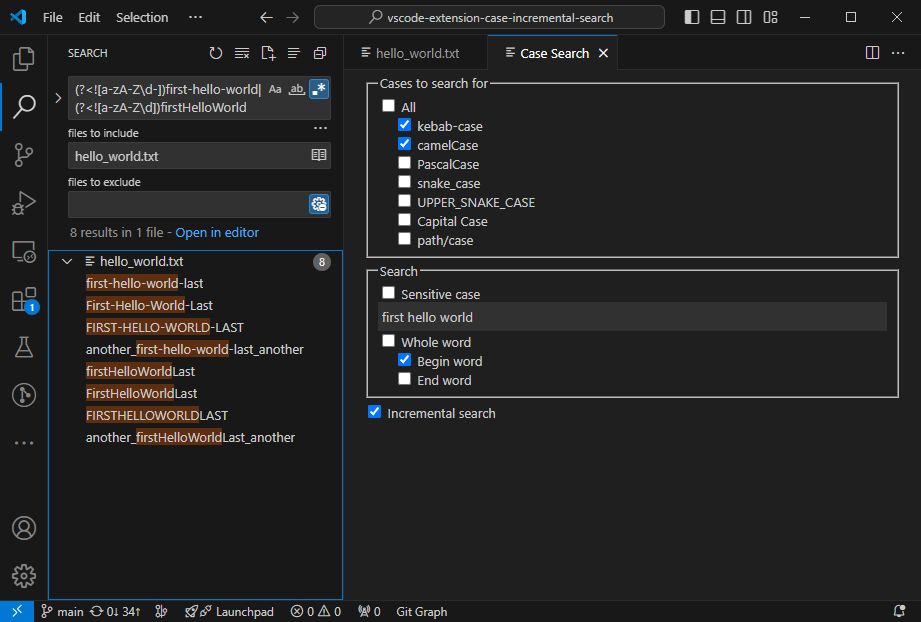 File Edit Selection ··· vscode-extension-case-incremental-search
SEARCH
(?<![a-zA-Z\d-])first-hello-world| Aa ab .*
(?<![a-zA-Z\d])firstHelloWorld
files to include
hello_world.txt
files to exclude
8 results in 1 file - Open in editor
hello_world.txt 8
first-hello-world-last
First-Hello-World-Last
FIRST-HELLO-WORLD-LAST
another_first-hello-world-last_another
firstHelloWorldLast
FirstHelloWorldLast
FIRSTHELLOWORLDLAST
another_firstHelloWorldLast_another
1
hello_world.txt
Case Search
Cases to search for
All
kebab-case
camelCase
PascalCase
snake_case
UPPER_SNAKE_CASE
Capital Case
path/case
Search
Sensitive case
first hello world
Whole word
Begin word
End word
Incremental search
main 0↓ 34↑ Launchpad 0 0 0 Git Graph